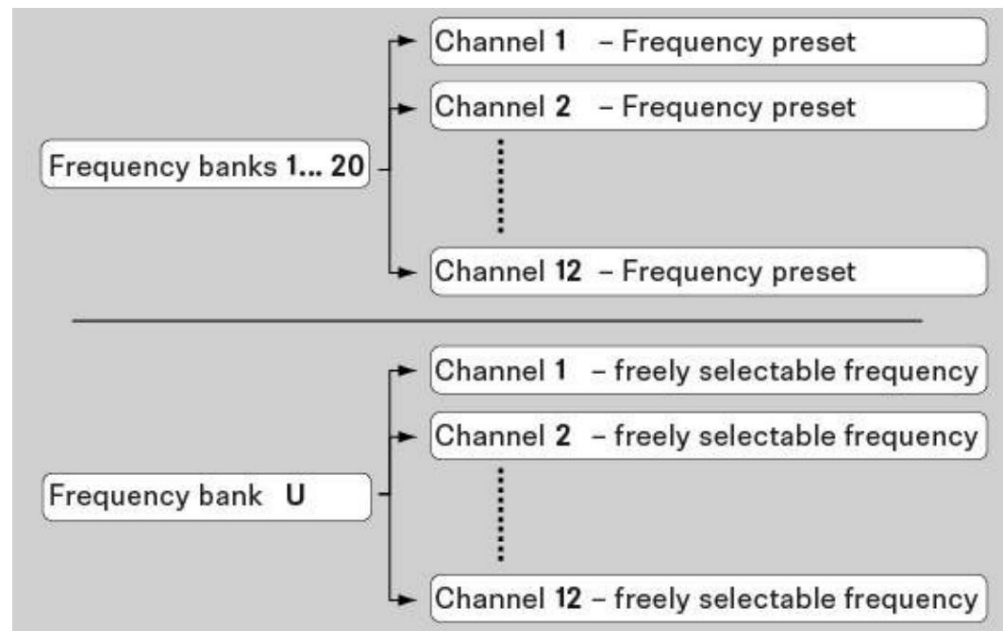 Channel 1 – Frequency preset
Channel 2 – Frequency preset
Frequency banks 1... 20
Channel 12 – Frequency preset
Channel 1 – freely selectable frequency
Channel 2 – freely selectable frequency
Frequency bank U
Channel 12 – freely selectable frequency